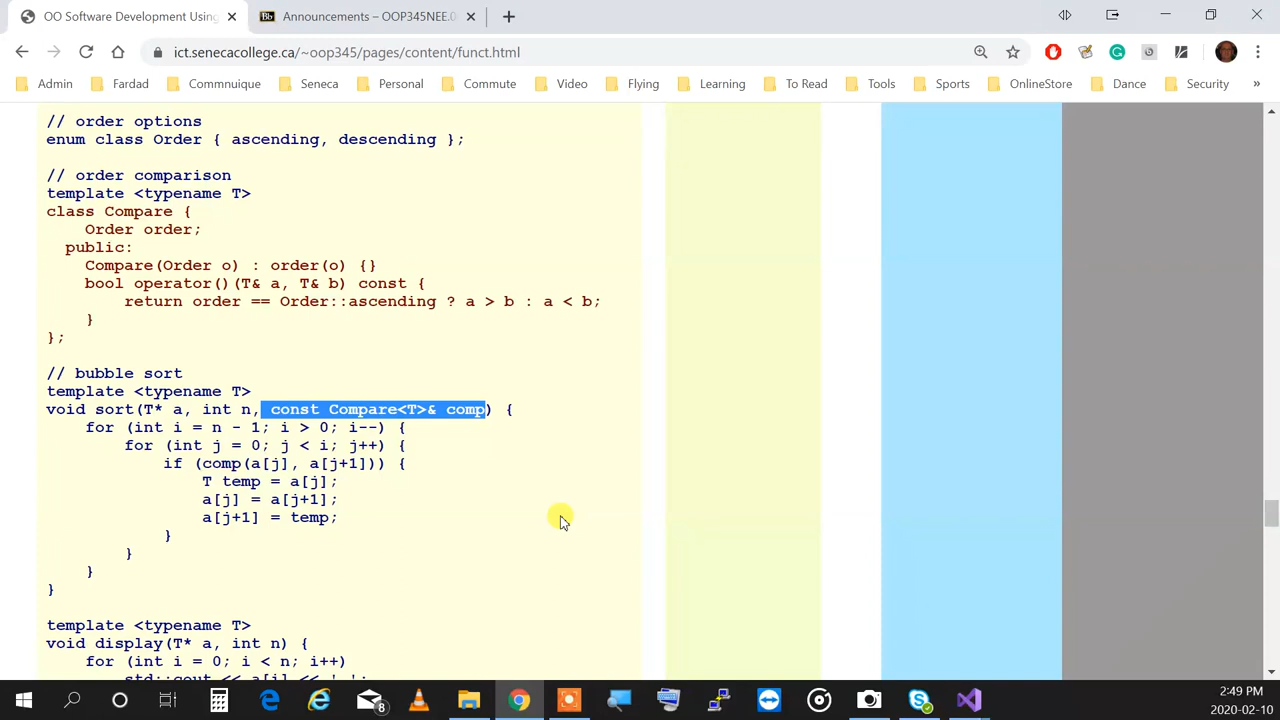 OO Software Development Using
Announcements – OOP345NEE.0
ict.senecacollege.ca/~oop345/pages/content/funct.html
Admin Fardad Commnuique Seneca Personal Commute Video Flying Learning To Read Tools Sports OnlineStore Dance Security »
// order options
enum class Order { ascending, descending };
// order comparison
template <typename T>
class Compare {
Order order;
public:
Compare(Order o) : order(o) {}
bool operator()(T& a, T& b) const {
return order == Order::ascending ? a > b : a < b;
}
};
// bubble sort
template <typename T>
void sort(T* a, int n, const Compare<T>& comp) {
for (int i = n - 1; i > 0; i--) {
for (int j = 0; j < i; j++) {
if (comp(a[j], a[j+1])) {
T temp = a[j];
a[j] = a[j+1];
a[j+1] = temp;
}
}
}
}
template <typename T>
void display(T* a, int n) {
for (int i = 0; i < n; i++)
std::cout << a[i] << ' ';
8
2:49 PM
2020-02-10